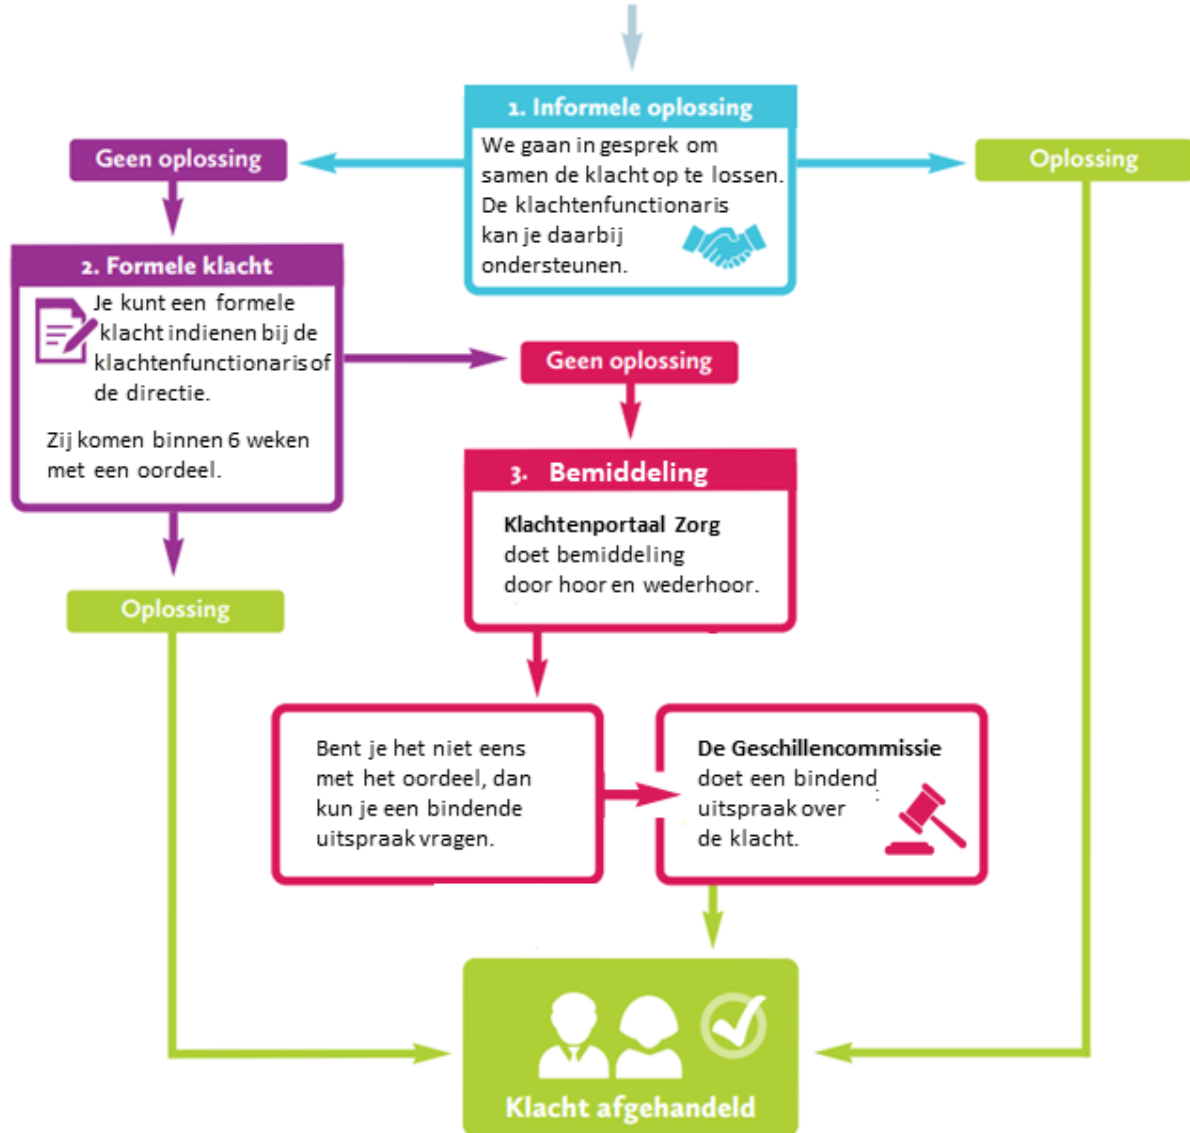 1. Informele oplossing
We gaan in gesprek om
samen de klacht op te lossen.
De klachtenfunctionaris
kan je daarbij
ondersteunen.
Geen oplossing
Oplossing
2. Formele klacht
Je kunt een formele
klacht indienen bij de
klachtenfunctionaris of
de directie.
Zij komen binnen 6 weken
met een oordeel.
Geen oplossing
3. Bemiddeling
Klachtenportaal Zorg
doet bemiddeling
door hoor en wederhoor.
Oplossing
Bent je het niet eens
met het oordeel, dan
kun je een bindende
uitspraak vragen.
De Geschillencommissie
doet een bindend
uitspraak over
de klacht.
Klacht afgehandeld